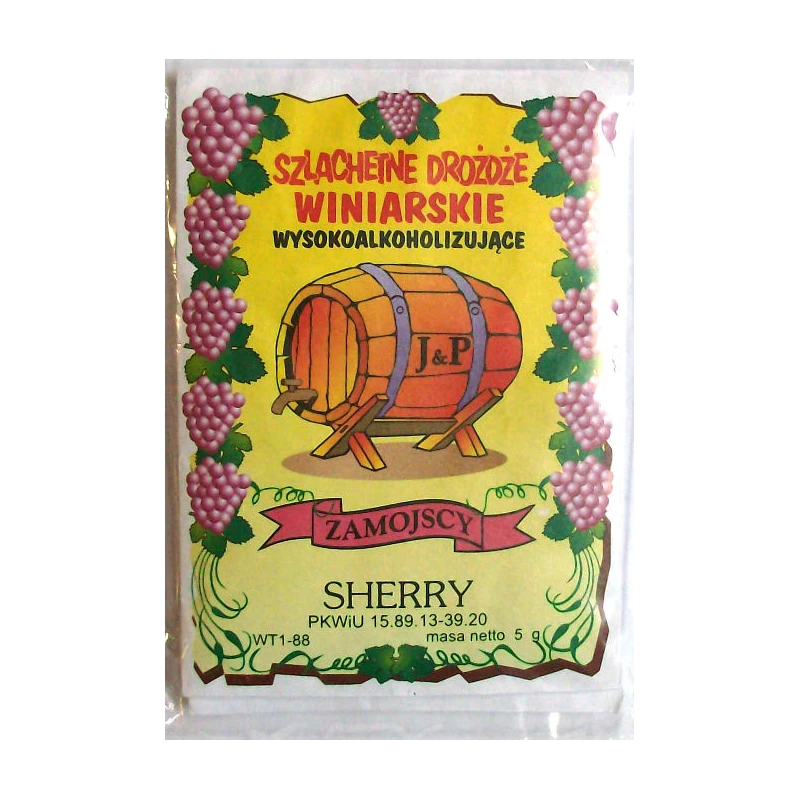 SZLACHETNE DROŻDŻE
WINIARSKIE
WYSOKOALKOHOLIZUJĄCE
J&P
ZAMOJSCY
SHERRY
PKWiU 15.89.13-39.20
WT1-88 masa netto 5 g